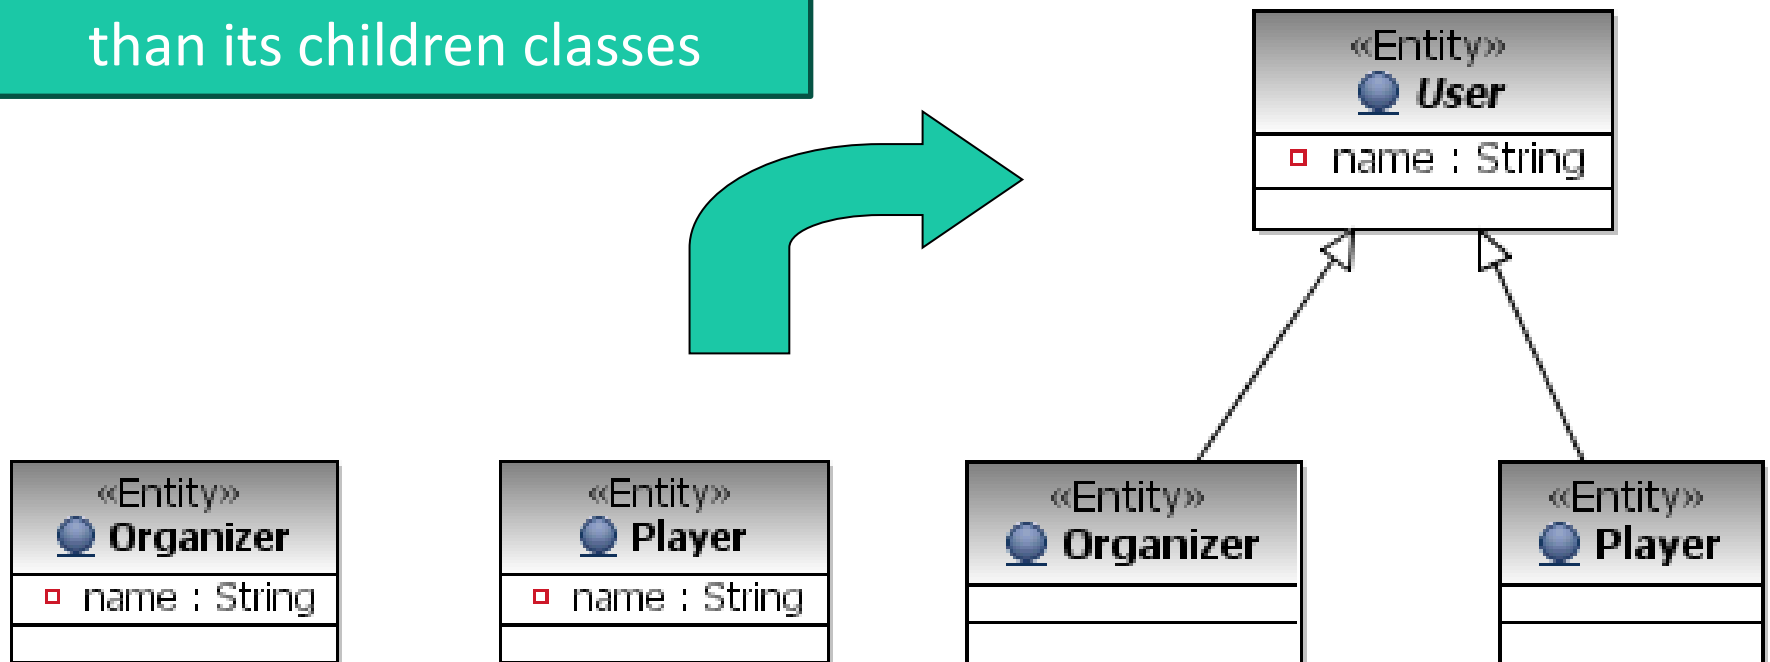 than its children classes
«Entity»
User
name : String
«Entity»
Organizer
name : String
«Entity»
Player
name : String
«Entity»
Organizer
«Entity»
Player